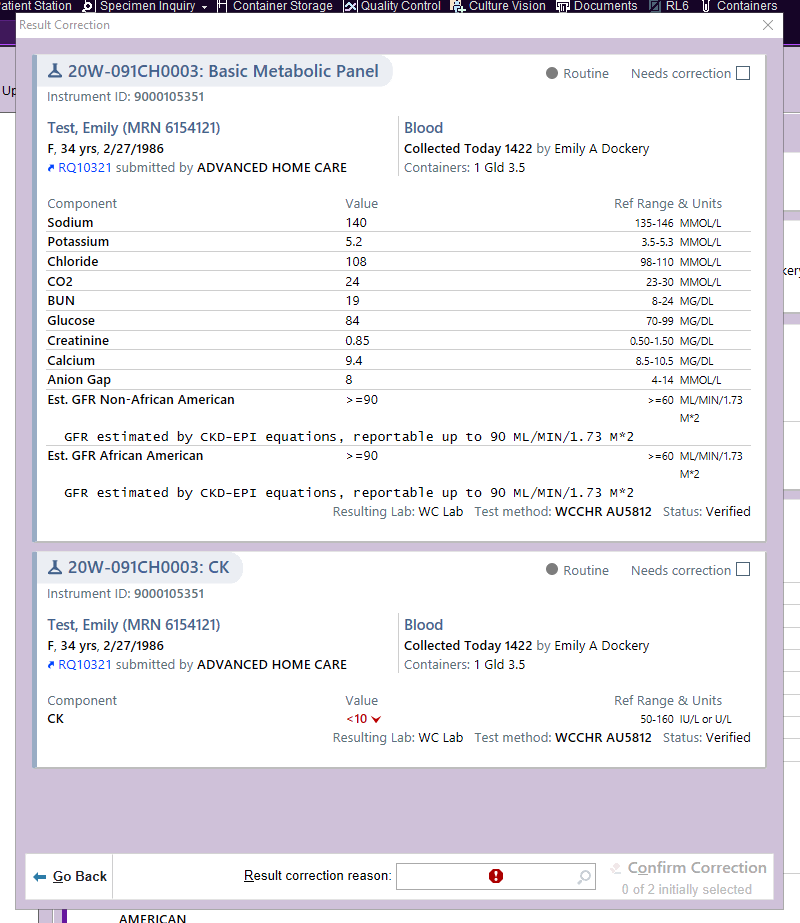 atient Station Specimen Inquiry Container Storage Quality Control Culture Vision Documents RL6 Containers
Result Correction
Up
20W-091CH0003: Basic Metabolic Panel Routine Needs correction
Instrument ID: 9000105351
Test, Emily (MRN 6154121) Blood
F, 34 yrs, 2/27/1986 Collected Today 1422 by Emily A Dockery
RQ10321 submitted by ADVANCED HOME CARE Containers: 1 Gld 3.5
Component Value Ref Range & Units
Sodium 140 135-146 MMOL/L
Potassium 5.2 3.5-5.3 MMOL/L
Chloride 108 98-110 MMOL/L
kery
CO2 24 23-30 MMOL/L
BUN 19 8-24 MG/DL
Glucose 84 70-99 MG/DL
Creatinine 0.85 0.50-1.50 MG/DL
Calcium 9.4 8.5-10.5 MG/DL
Anion Gap 8 4-14 MMOL/L
Est. GFR Non-African American >=90 >=60 ML/MIN/1.73
M*2
GFR estimated by CKD-EPI equations, reportable up to 90 ML/MIN/1.73 M*2
Est. GFR African American >=90 >=60 ML/MIN/1.73
M*2
GFR estimated by CKD-EPI equations, reportable up to 90 ML/MIN/1.73 M*2
Resulting Lab: WC Lab Test method: WCCHR AU5812 Status: Verified
20W-091CH0003: CK Routine Needs correction
Instrument ID: 9000105351
Test, Emily (MRN 6154121) Blood
F, 34 yrs, 2/27/1986 Collected Today 1422 by Emily A Dockery
RQ10321 submitted by ADVANCED HOME CARE Containers: 1 Gld 3.5
Component Value Ref Range & Units
CK <10 50-160 IU/L or U/L
Resulting Lab: WC Lab Test method: WCCHR AU5812 Status: Verified
Go Back Result correction reason: Confirm Correction
0 of 2 initially selected
AMERICAN